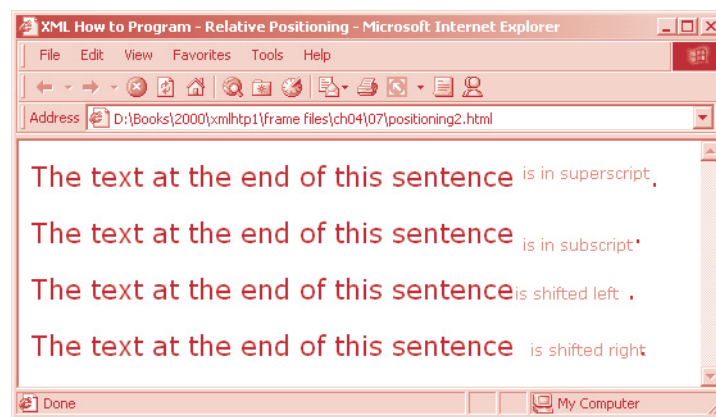 XML How to Program - Relative Positioning - Microsoft Internet Explorer
File Edit View Favorites Tools Help
Address D:\Books\2000\xmlhtp1\frame files\ch04\07\positioning2.html
The text at the end of this sentence is in superscript.
The text at the end of this sentence is in subscript.
The text at the end of this sentence is shifted left .
The text at the end of this sentence is shifted right.
Done My Computer